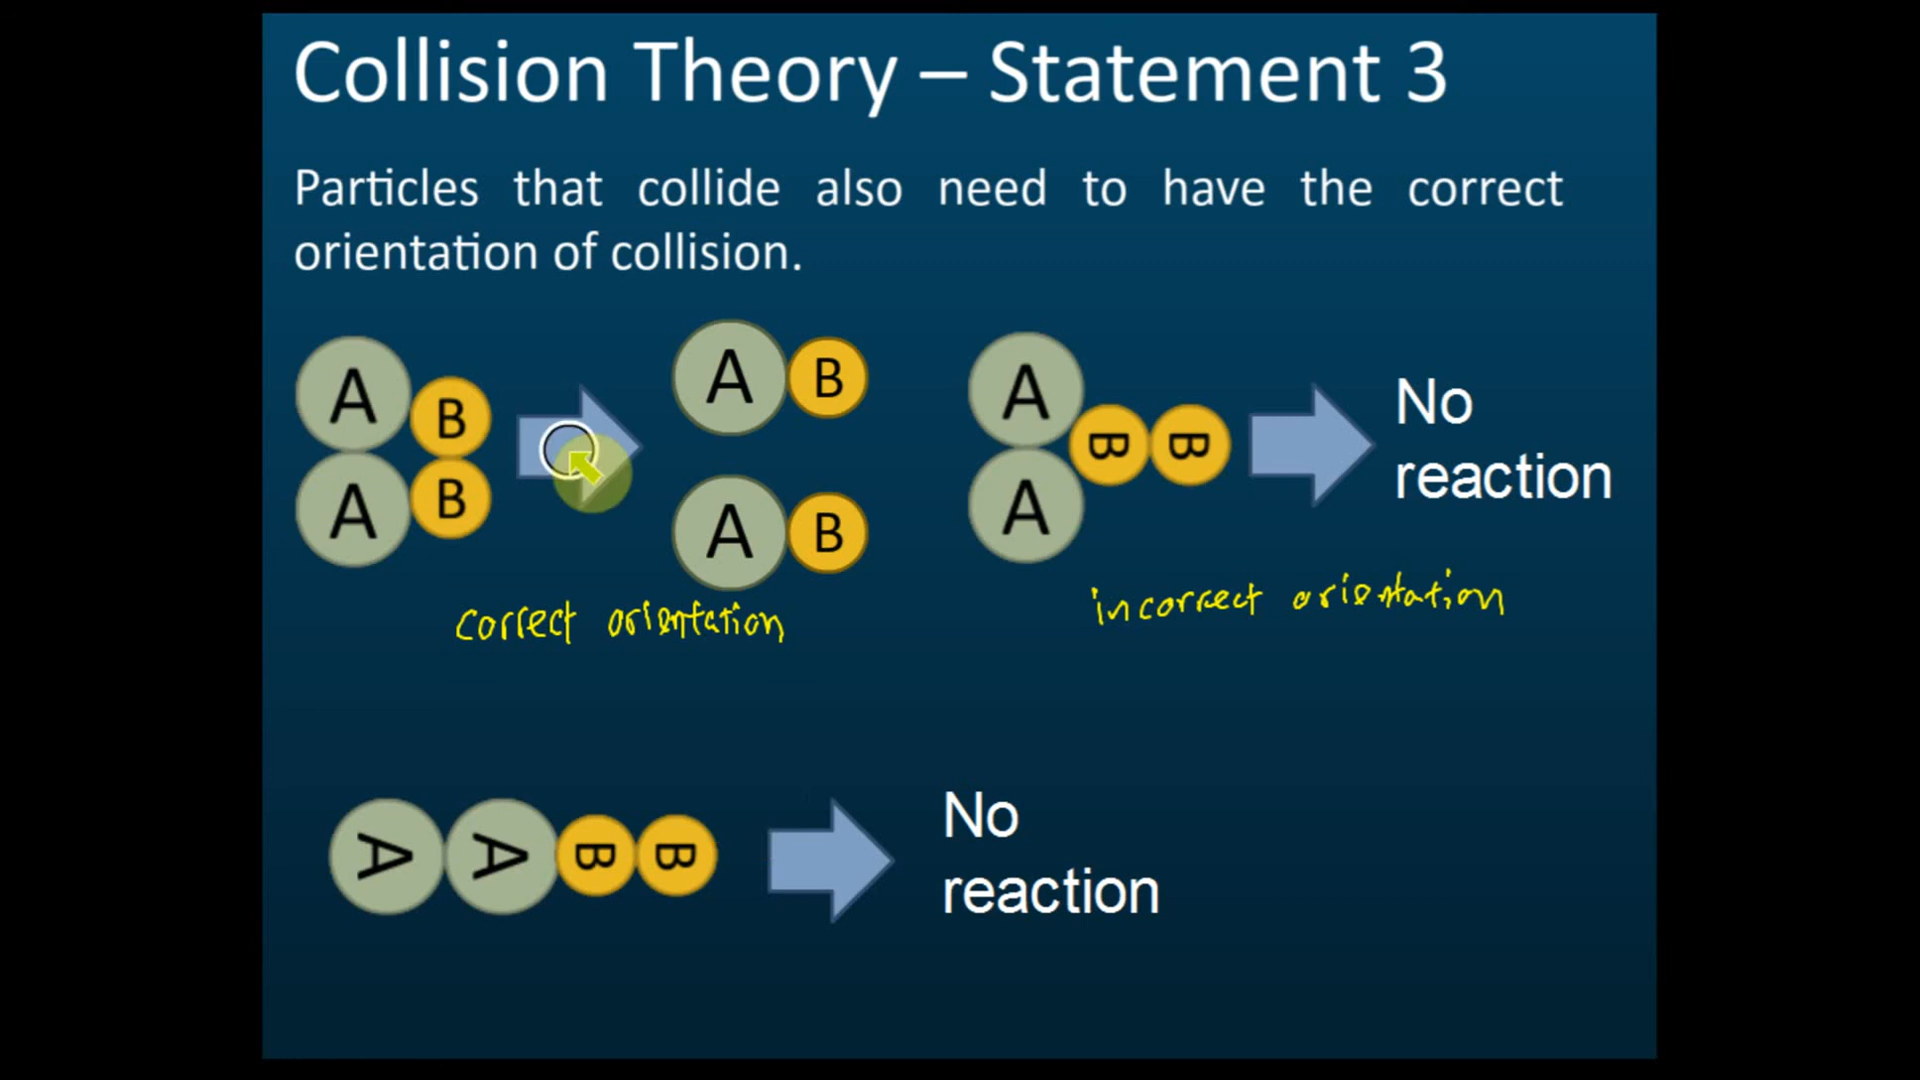 Collision Theory – Statement 3
Particles that collide also need to have the correct
orientation of collision.
A B
A B
A B
A B
A
A
B B
No
reaction
correct orientation
incorrect orientation
A A B B
No
reaction